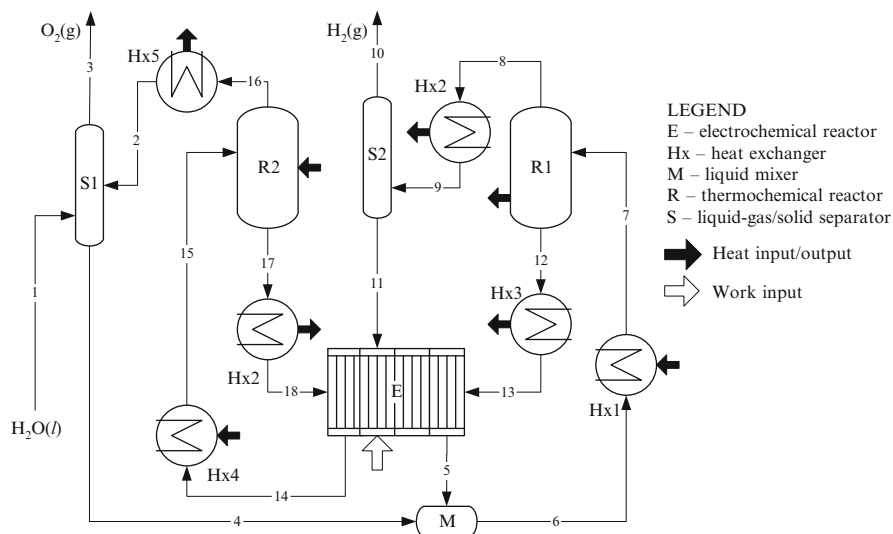 O2(g)
H2(g)
3
Hx5
16
10
8
Hx2
2
S1
R2
S2
R1
9
7
15
17
11
12
1
Hx3
Hx2
18
E
13
Hx1
H2O(l)
Hx4
14
5
4
M
6
LEGEND
E – electrochemical reactor
Hx – heat exchanger
M – liquid mixer
R – thermochemical reactor
S – liquid-gas/solid separator
Heat input/output
Work input